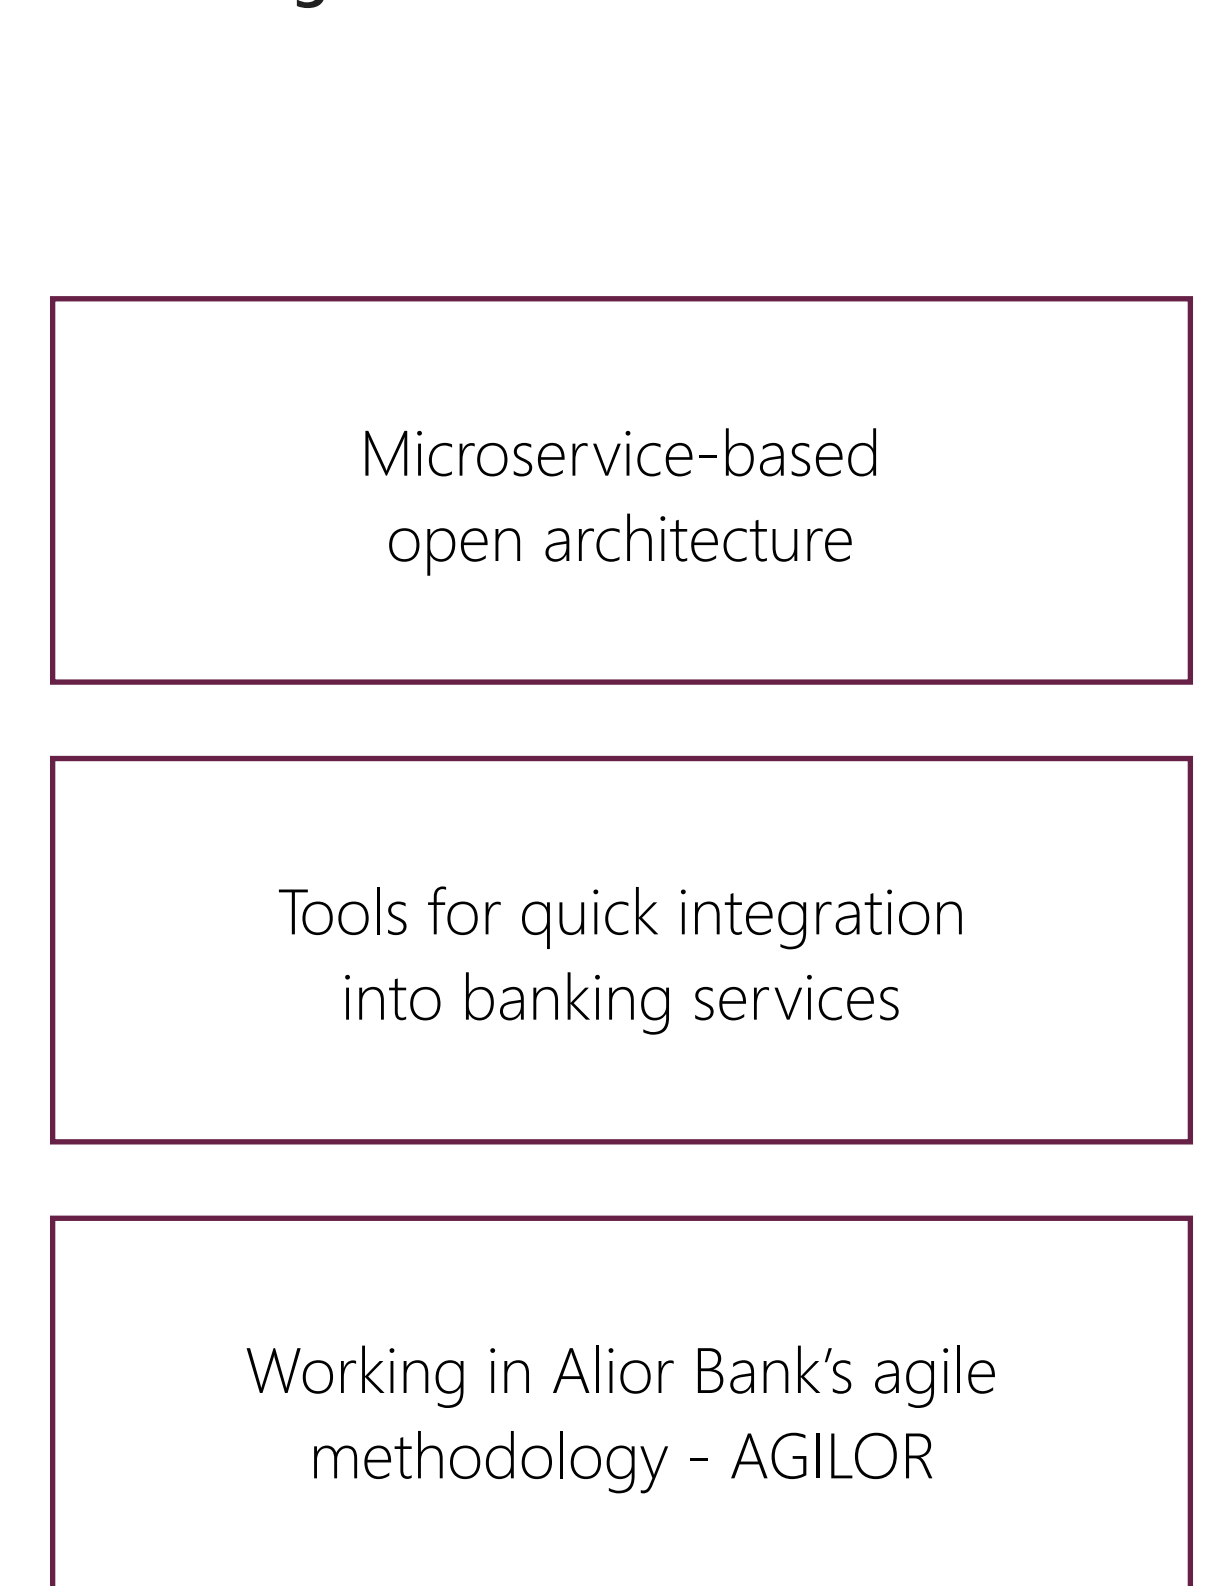 Microservice-based
open architecture
Tools for quick integration
into banking services
Working in Alior Bank’s agile
methodology - AGILOR